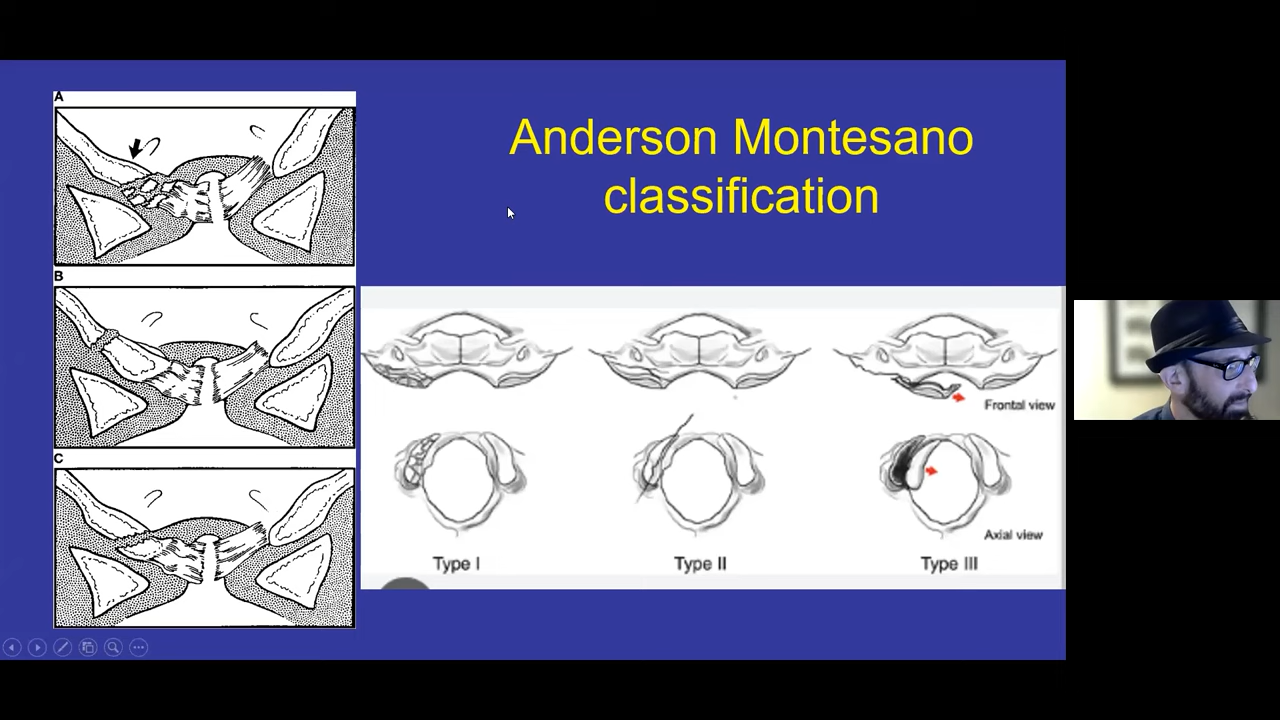 Anderson Montesano
classification
A
B
C
Frontal view
Axial view
Type I
Type II
Type III